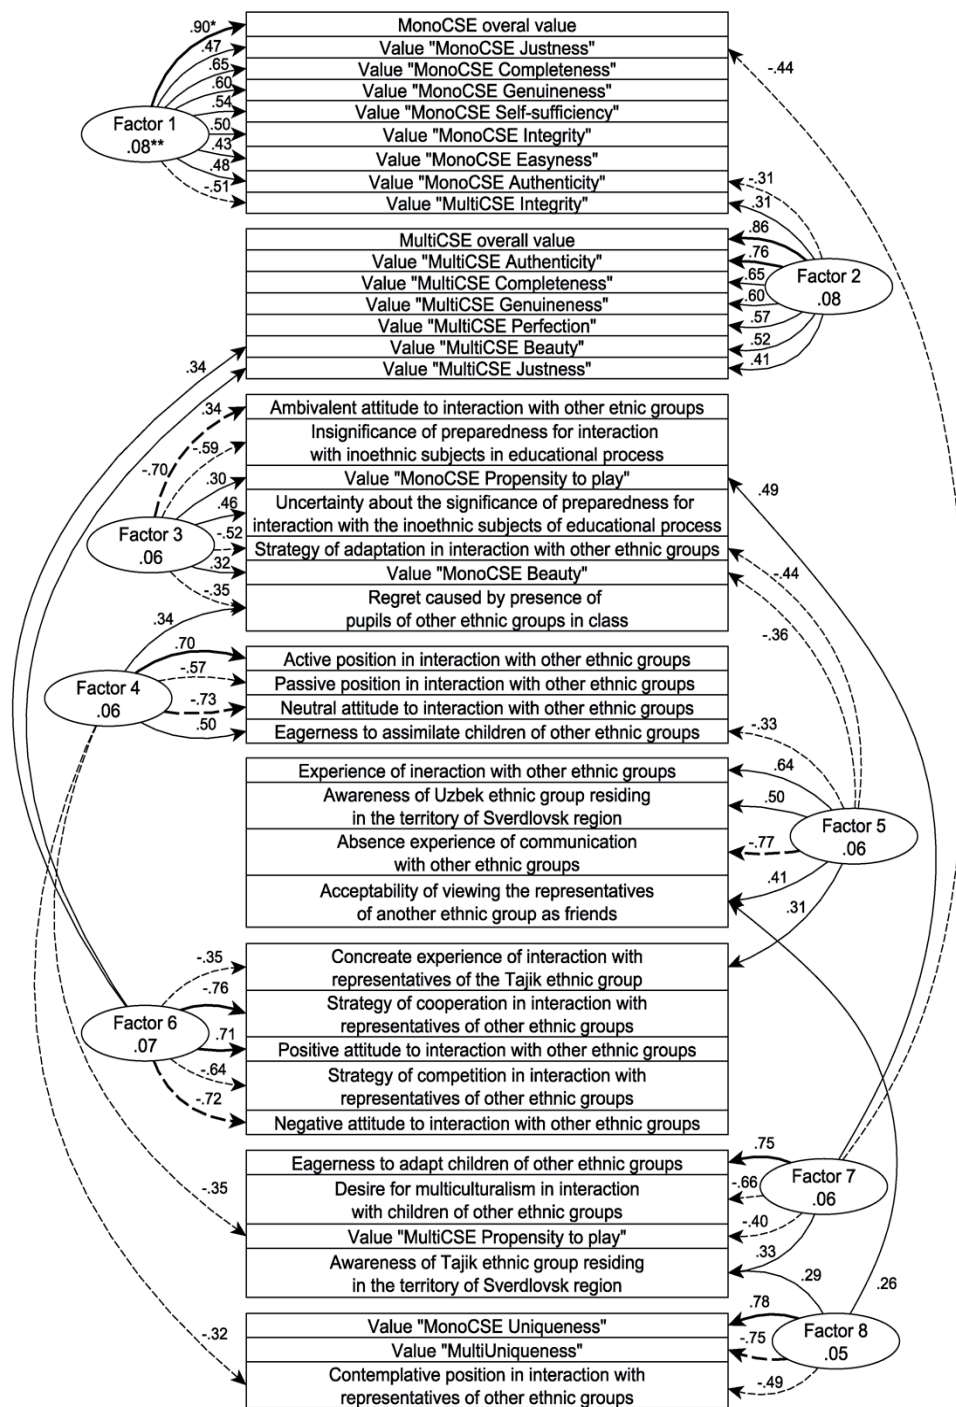 MonoCSE overal value
Value "MonoCSE Justness"
Value "MonoCSE Completeness"
Value "MonoCSE Genuineness"
Value "MonoCSE Self-sufficiency"
Value "MonoCSE Integrity"
Value "MonoCSE Easyness"
Value "MonoCSE Authenticity"
Value "MultiCSE Integrity"
.90*
.47
.65
.60
.54
.50
.43
.48
-.51
Factor 1
.08**
-.44
-.31
.31
MultiCSE overall value
Value "MultiCSE Authenticity"
Value "MultiCSE Completeness"
Value "MultiCSE Genuineness"
Value "MultiCSE Perfection"
Value "MultiCSE Beauty"
Value "MultiCSE Justness"
.86
.76
.65
.60
.57
.52
.41
Factor 2
.08
.34
.34
Ambivalent attitude to interaction with other etnic groups
Insignificance of preparedness for interaction
with inoethnic subjects in educational process
Value "MonoCSE Propensity to play"
Uncertainty about the significance of preparedness for
interaction with the inoethnic subjects of educational process
Strategy of adaptation in interaction with other ethnic groups
Value "MonoCSE Beauty"
Regret caused by presence of
pupils of other ethnic groups in class
-.70
-.59
.30
.46
-.52
.32
-.35
Factor 3
.06
.49
-.44
-.36
.34
Active position in interaction with other ethnic groups
Passive position in interaction with other ethnic groups
Neutral attitude to interaction with other ethnic groups
Eagerness to assimilate children of other ethnic groups
.70
-.57
-.73
.50
Factor 4
.06
-.33
Experience of ineraction with other ethnic groups
Awareness of Uzbek ethnic group residing
in the territory of Sverdlovsk region
Absence experience of communication
with other ethnic groups
Acceptability of viewing the representatives
of another ethnic group as friends
.64
.50
-.77
.41
.31
Factor 5
.06
Concreate experience of interaction with
representatives of the Tajik ethnic group
Strategy of cooperation in interaction with
representatives of other ethnic groups
Positive attitude to interaction with other ethnic groups
Strategy of competition in interaction with
representatives of other ethnic groups
Negative attitude to interaction with other ethnic groups
-.35
-.76
.71
-.64
-.72
Factor 6
.07
Eagerness to adapt children of other ethnic groups
Desire for multiculturalism in interaction
with children of other ethnic groups
Value "MultiCSE Propensity to play"
Awareness of Tajik ethnic group residing
in the territory of Sverdlovsk region
.75
-.66
-.40
.33
Factor 7
.06
-.35
.29
.26
Value "MonoCSE Uniqueness"
Value "MultiUniqueness"
Contemplative position in interaction with
representatives of other ethnic groups
.78
-.75
-.49
Factor 8
.05
-.32